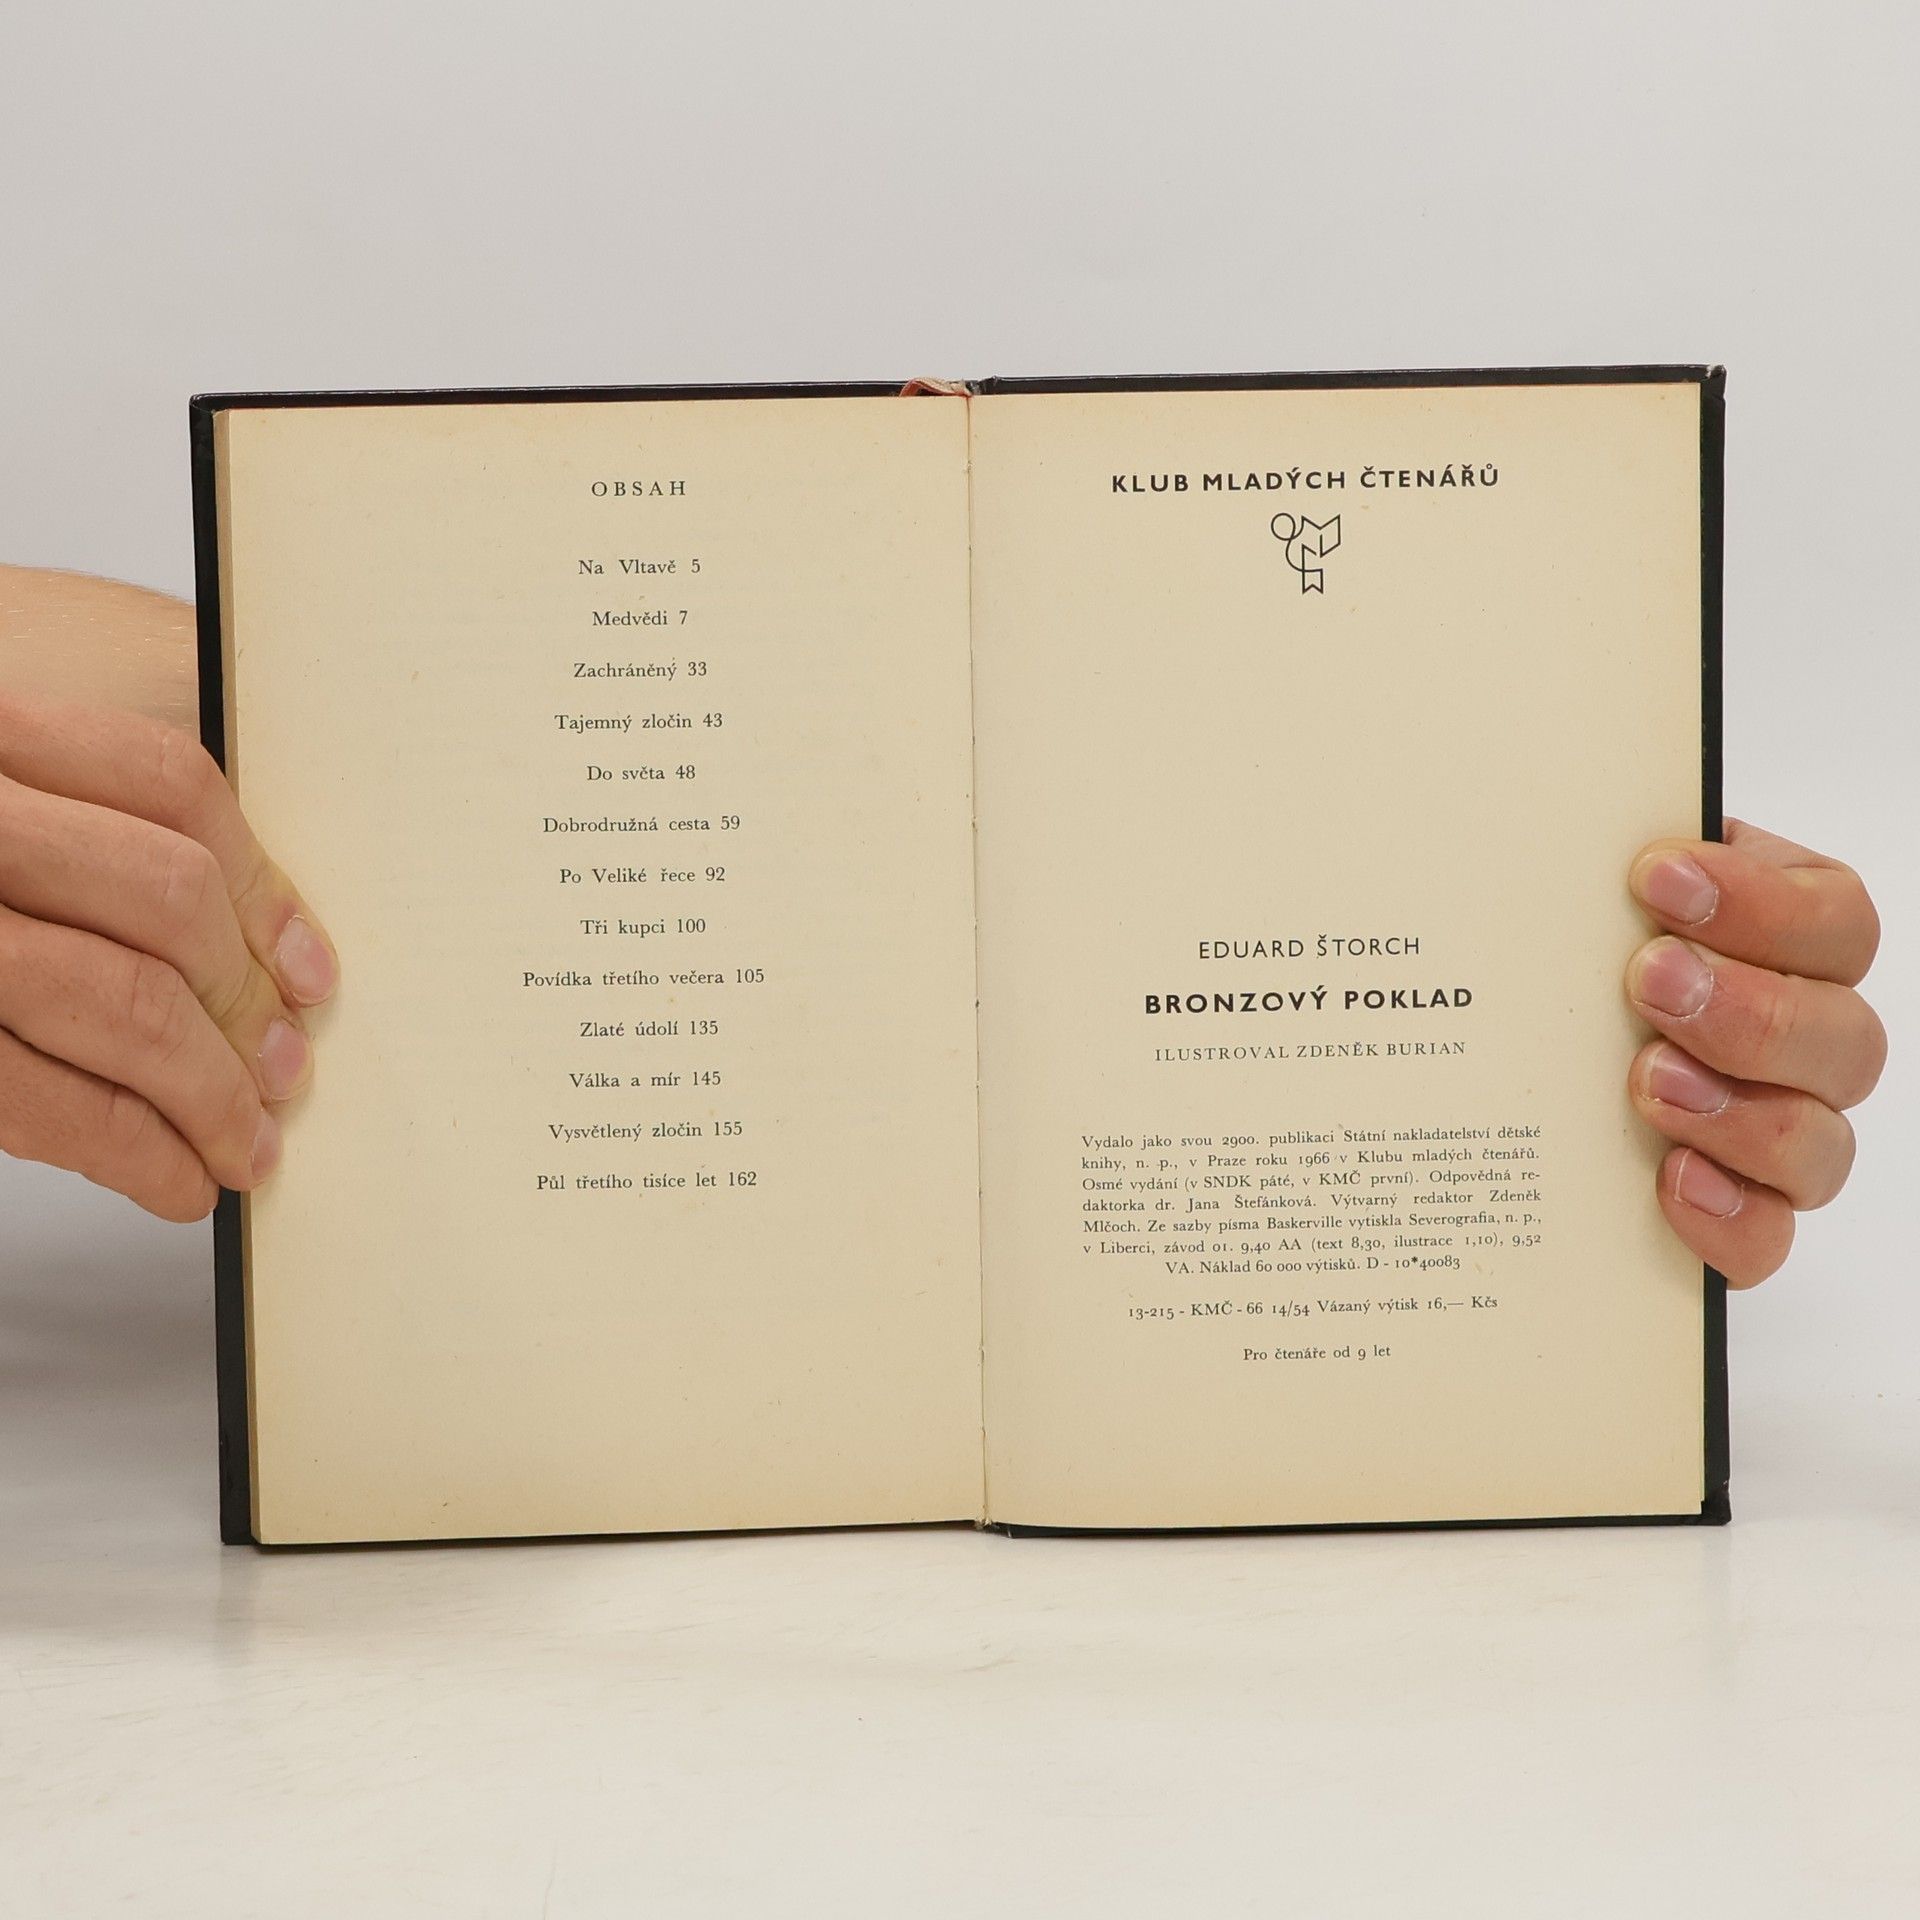 OBSAH
Na Vltavě 5
Medvědi 7
Zachráněný 33
Tajemný zločin 43
Do světa 48
Dobrodružná cesta 59
Po Veliké řece 92
Tři kupci 100
Povídka třetího večera 105
Zlaté údolí 135
Válka a mír 145
Vysvětlený zločin 155
Půl třetího tisíce let 162
KLUB MLADÝCH ČTENÁŘŮ
EDUARD ŠTORCH
BRONZOVÝ POKLAD
ILUSTROVAL ZDENĚK BURIAN
Vydalo jako svou 2900. publikaci Státní nakladatelství dětské
knihy, n. p., v Praze roku 1966 v Klubu mladých čtenářů.
Osmé vydání (v SNDK páté, v KMČ první). Odpovědná re-
daktorka dr. Jana Štefánková. Výtvarný redaktor Zdeněk
Mlčoch. Ze sazby písma Baskerville vytiskla Severografia, n. p.,
v Liberci, závod 01. 9,40 AA (text 8,30, ilustrace 1,10), 9,52
VA. Náklad 60 000 výtisků. D - 10*40083
13-215 - KMČ - 66 14/54 Vázaný výtisk 16,— Kčs
Pro čtenáře od 9 let